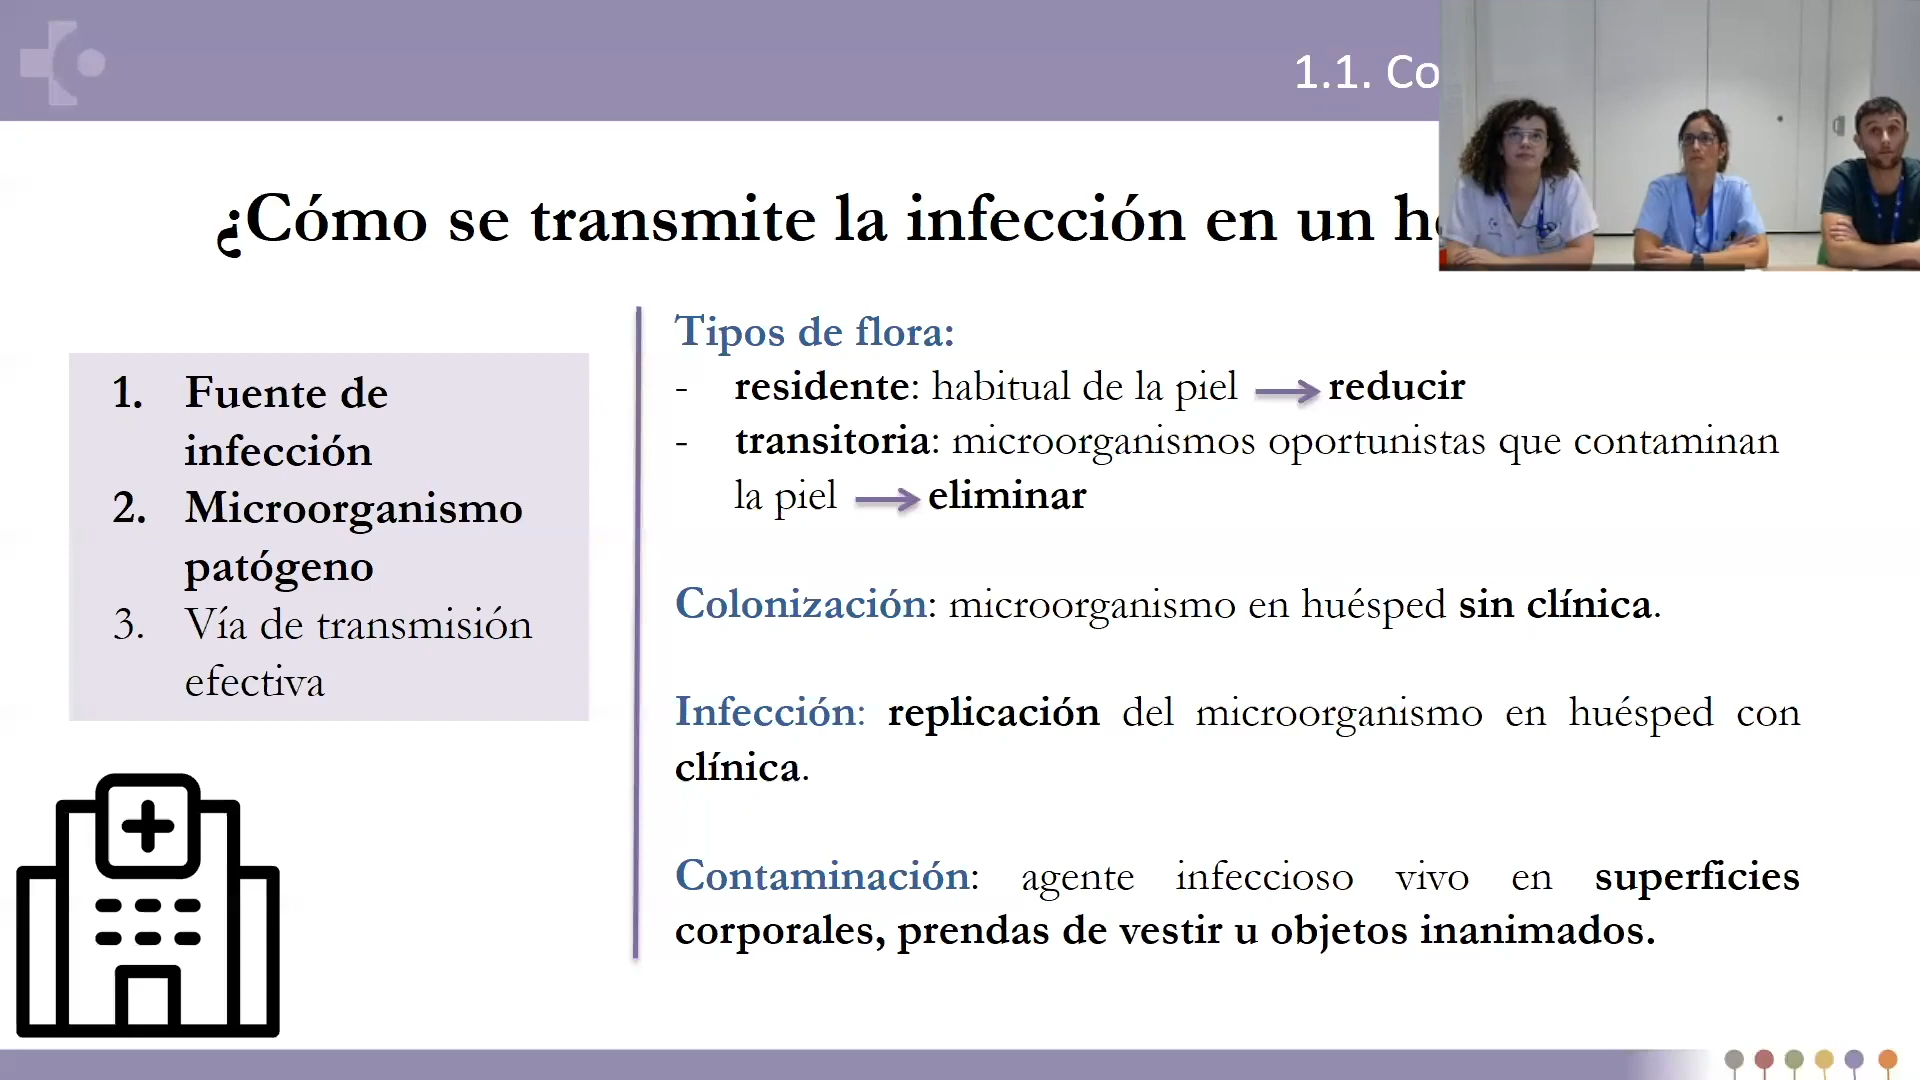 1.1. Co
¿Cómo se transmite la infección en un
1. Fuente de
infección
2. Microorganismo
patógeno
3. Vía de transmisión
efectiva
Tipos de flora:
- residente: habitual de la piel → reducir
- transitoria: microorganismos oportunistas que contaminan
la piel → eliminar
Colonización: microorganismo en huésped sin clínica.
Infección: replicación del microorganismo en huésped con
clínica.
Contaminación: agente infeccioso vivo en superficies
corporales, prendas de vestir u objetos inanimados.